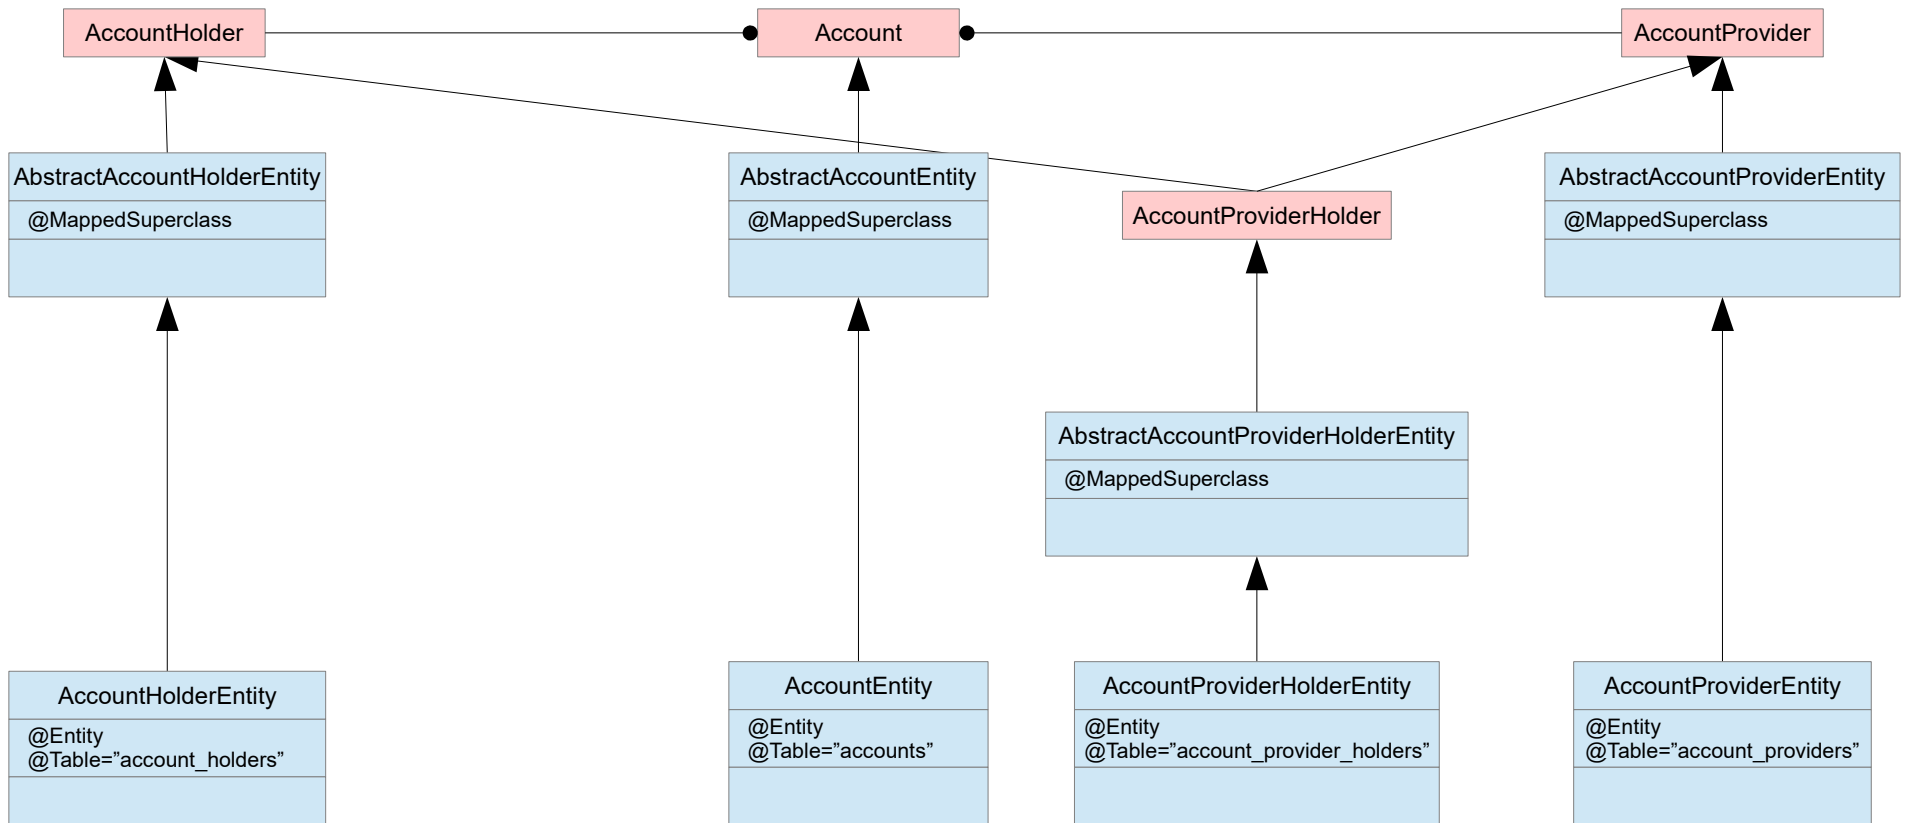 AccountHolder
Account
AccountProvider
AbstractAccountHolderEntity
@MappedSuperclass
AbstractAccountEntity
@MappedSuperclass
AccountProviderHolder
AbstractAccountProviderEntity
@MappedSuperclass
AbstractAccountProviderHolderEntity
@MappedSuperclass
AccountHolderEntity
@Entity
@Table=”account_holders”
AccountEntity
@Entity
@Table=”accounts”
AccountProviderHolderEntity
@Entity
@Table=”account_provider_holders”
AccountProviderEntity
@Entity
@Table=”account_providers”